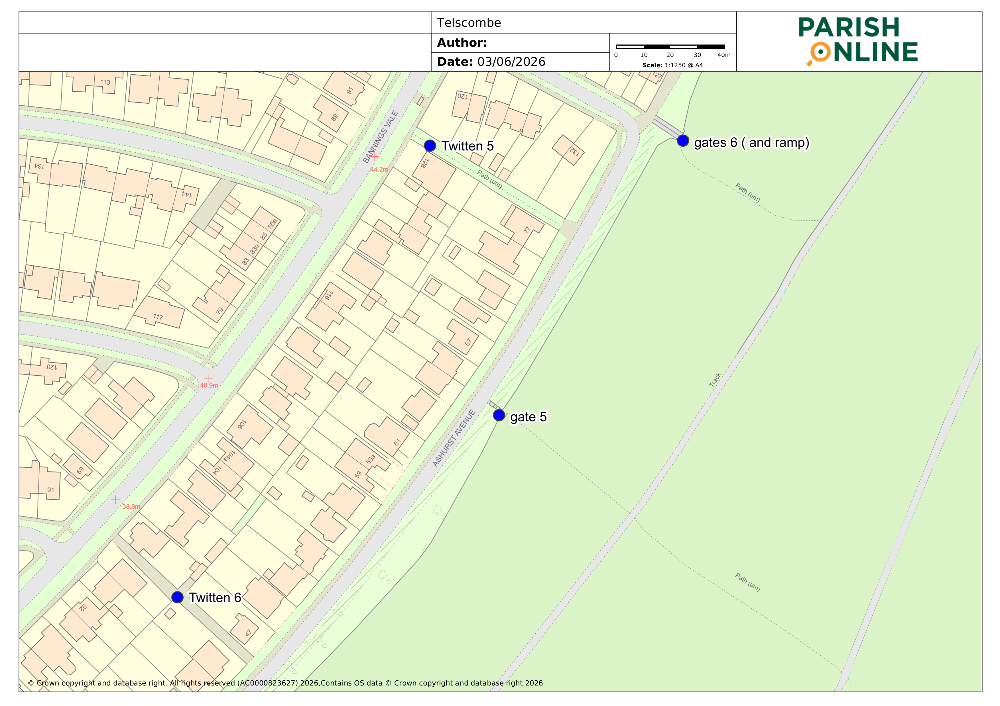 Telscombe
Author:
Date: 03/06/2026
0 10 20 30 40m
Scale: 1:1250 @ A4
PARISH
ONLINE
113
91
89
120
127
BANNINGS VALE
Twitten 5
gates 6 ( and ramp)
132
44.2m
128
134
Path (um)
Path (um)
144
85a
85
77
83a
83
116
79
117
67
120
40.9m
Track
gate 5
106
ASHURST AVENUE
61
104a
59a
104
59
69
91
38.9m
Path (um)
Twitten 6
92
47
© Crown copyright and database right. All rights reserved (AC0000823627) 2026,Contains OS data © Crown copyright and database right 2026